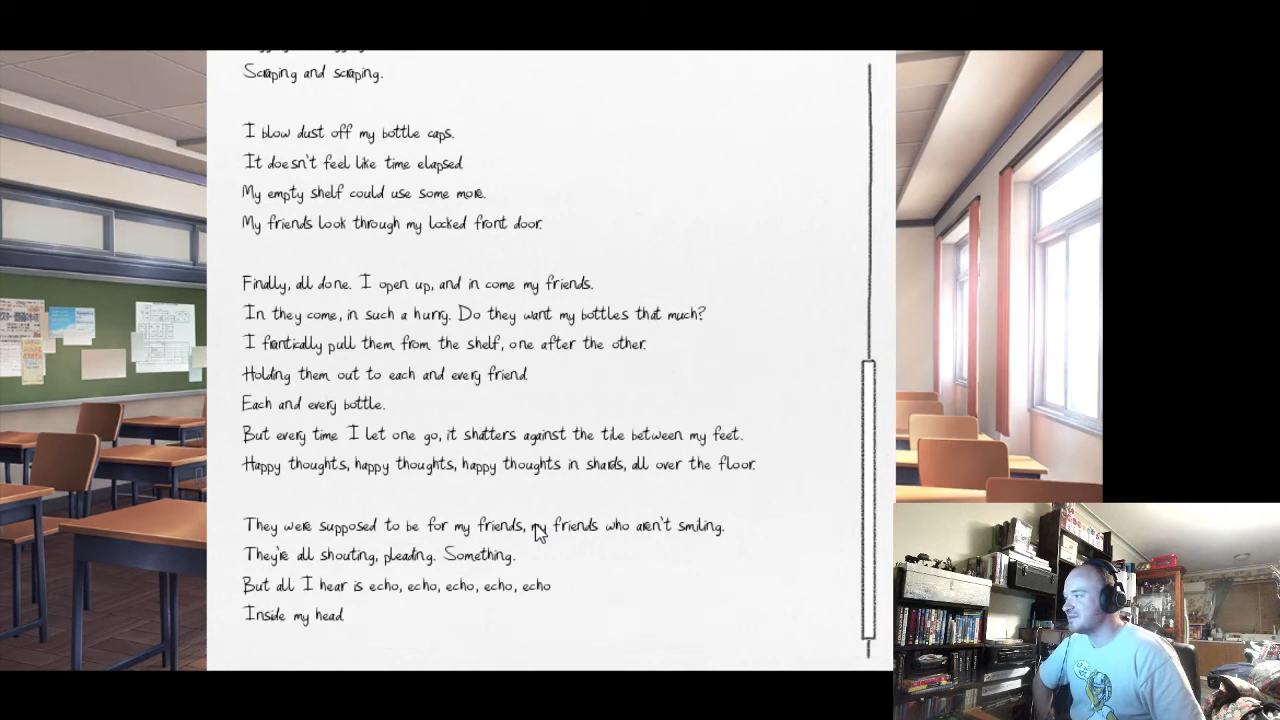 Scraping and scraping.
I blow dust off my bottle caps.
It doesn't feel like time elapsed.
My empty shelf could use some more.
My friends look through my locked front door.
Finally, all done. I open up, and in come my friends.
In they come, in such a hurry. Do they want my bottles that much?
I frantically pull them from the shelf, one after the other.
Holding them out to each and every friend.
Each and every bottle.
But every time I let one go, it shatters against the tile between my feet.
Happy thoughts, happy thoughts, happy thoughts in shards, all over the floor.
They were supposed to be for my friends, my friends who aren't smiling.
They're all shouting, pleading. Something.
But all I hear is echo, echo, echo, echo, echo
Inside my head.